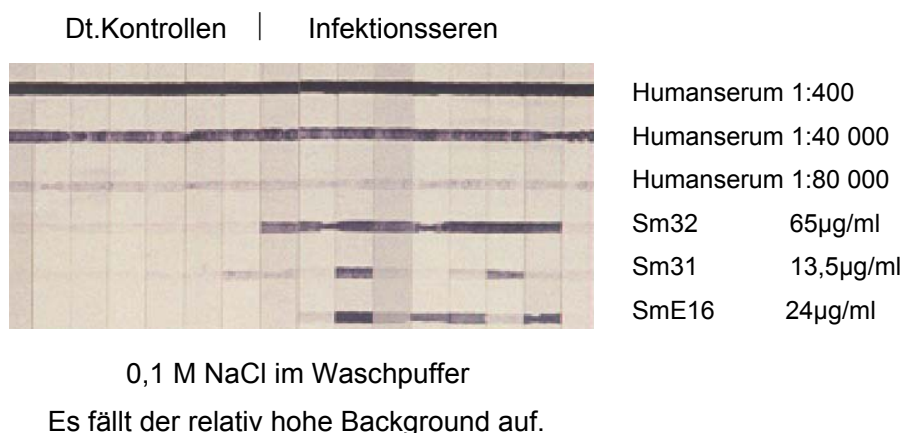 Dt.Kontrollen | Infektionsseren
Humanserum 1:400
Humanserum 1:40 000
Humanserum 1:80 000
Sm32 65µg/ml
Sm31 13,5µg/ml
SmE16 24µg/ml
0,1 M NaCl im Waschpuffer
Es fällt der relativ hohe Background auf.